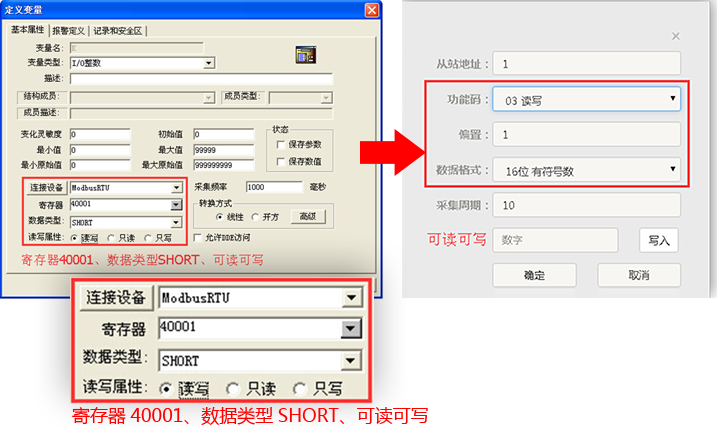 定义变量
基本属性 报警定义 记录和安全区
变量名:
变量类型: I/O整数
描述:
结构成员: 成员类型:
成员描述:
变化灵敏度 0 初始值 0 状态
最小值 0 最大值 99999 保存参数
最小原始值 0 最大原始值 999999999 保存数值
连接设备 ModbusRTU 采集频率 1000 毫秒
寄存器 40001 转换方式
数据类型: SHORT 线性 开方 高级
读写属性: 读写 只读 只写 允许DDE访问
寄存器40001、数据类型SHORT、可读可写
×
从站地址: 1
功能码: 03 读写
偏置: 1
数据格式: 16位 有符号数
采集周期: 10
可读可写 数字 写入
确定 取消
连接设备 ModbusRTU
寄存器 40001
数据类型: SHORT
读写属性: 读写 只读 只写
寄存器 40001、数据类型 SHORT、可读可写